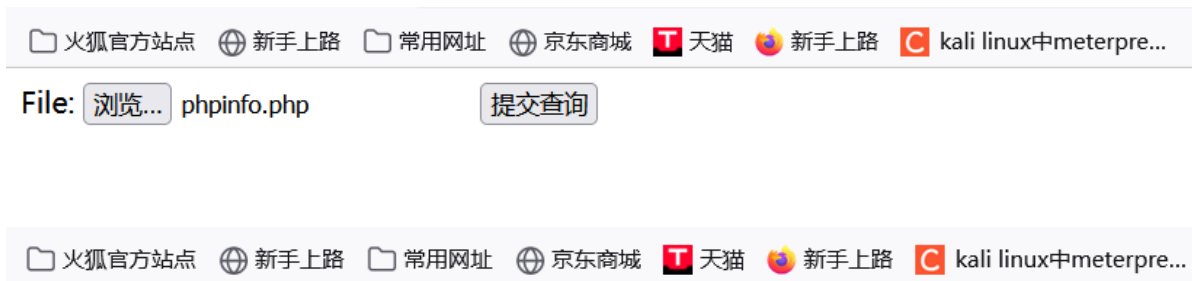 火狐官方站点 新手上路 常用网址 京东商城 天猫 新手上路 kali linux中meterpre...
File: 浏览... phpinfo.php 提交查询
火狐官方站点 新手上路 常用网址 京东商城 天猫 新手上路 kali linux中meterpre...